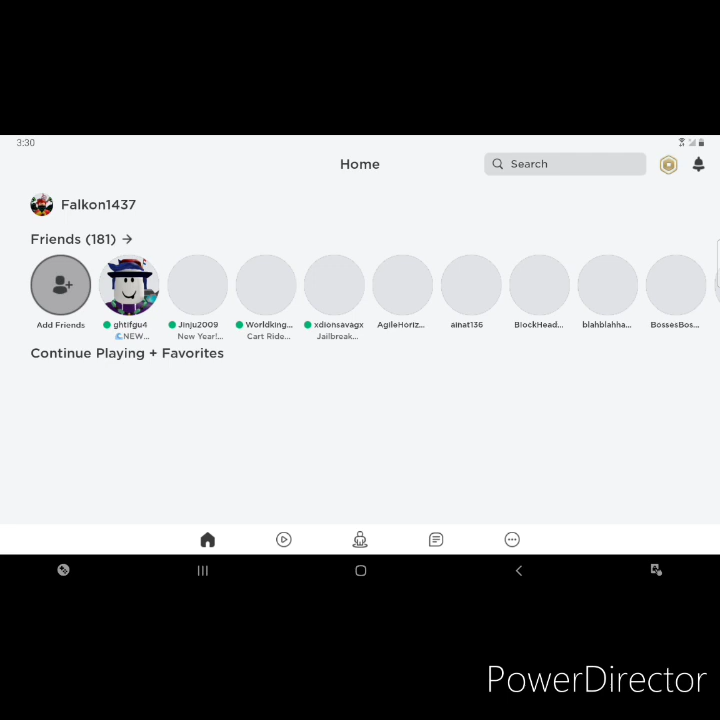 3:30
Home
Search
Falkon1437
Friends (181) →
Add Friends
ghtifgu4
Jinju2009
Worldking...
xdionsavagx
AgileHoriz...
ainat136
BlockHead...
blahblahha...
BossesBos...
🌊NEW...
New Year!...
Cart Ride...
Jailbreak...
Continue Playing + Favorites
PowerDirector